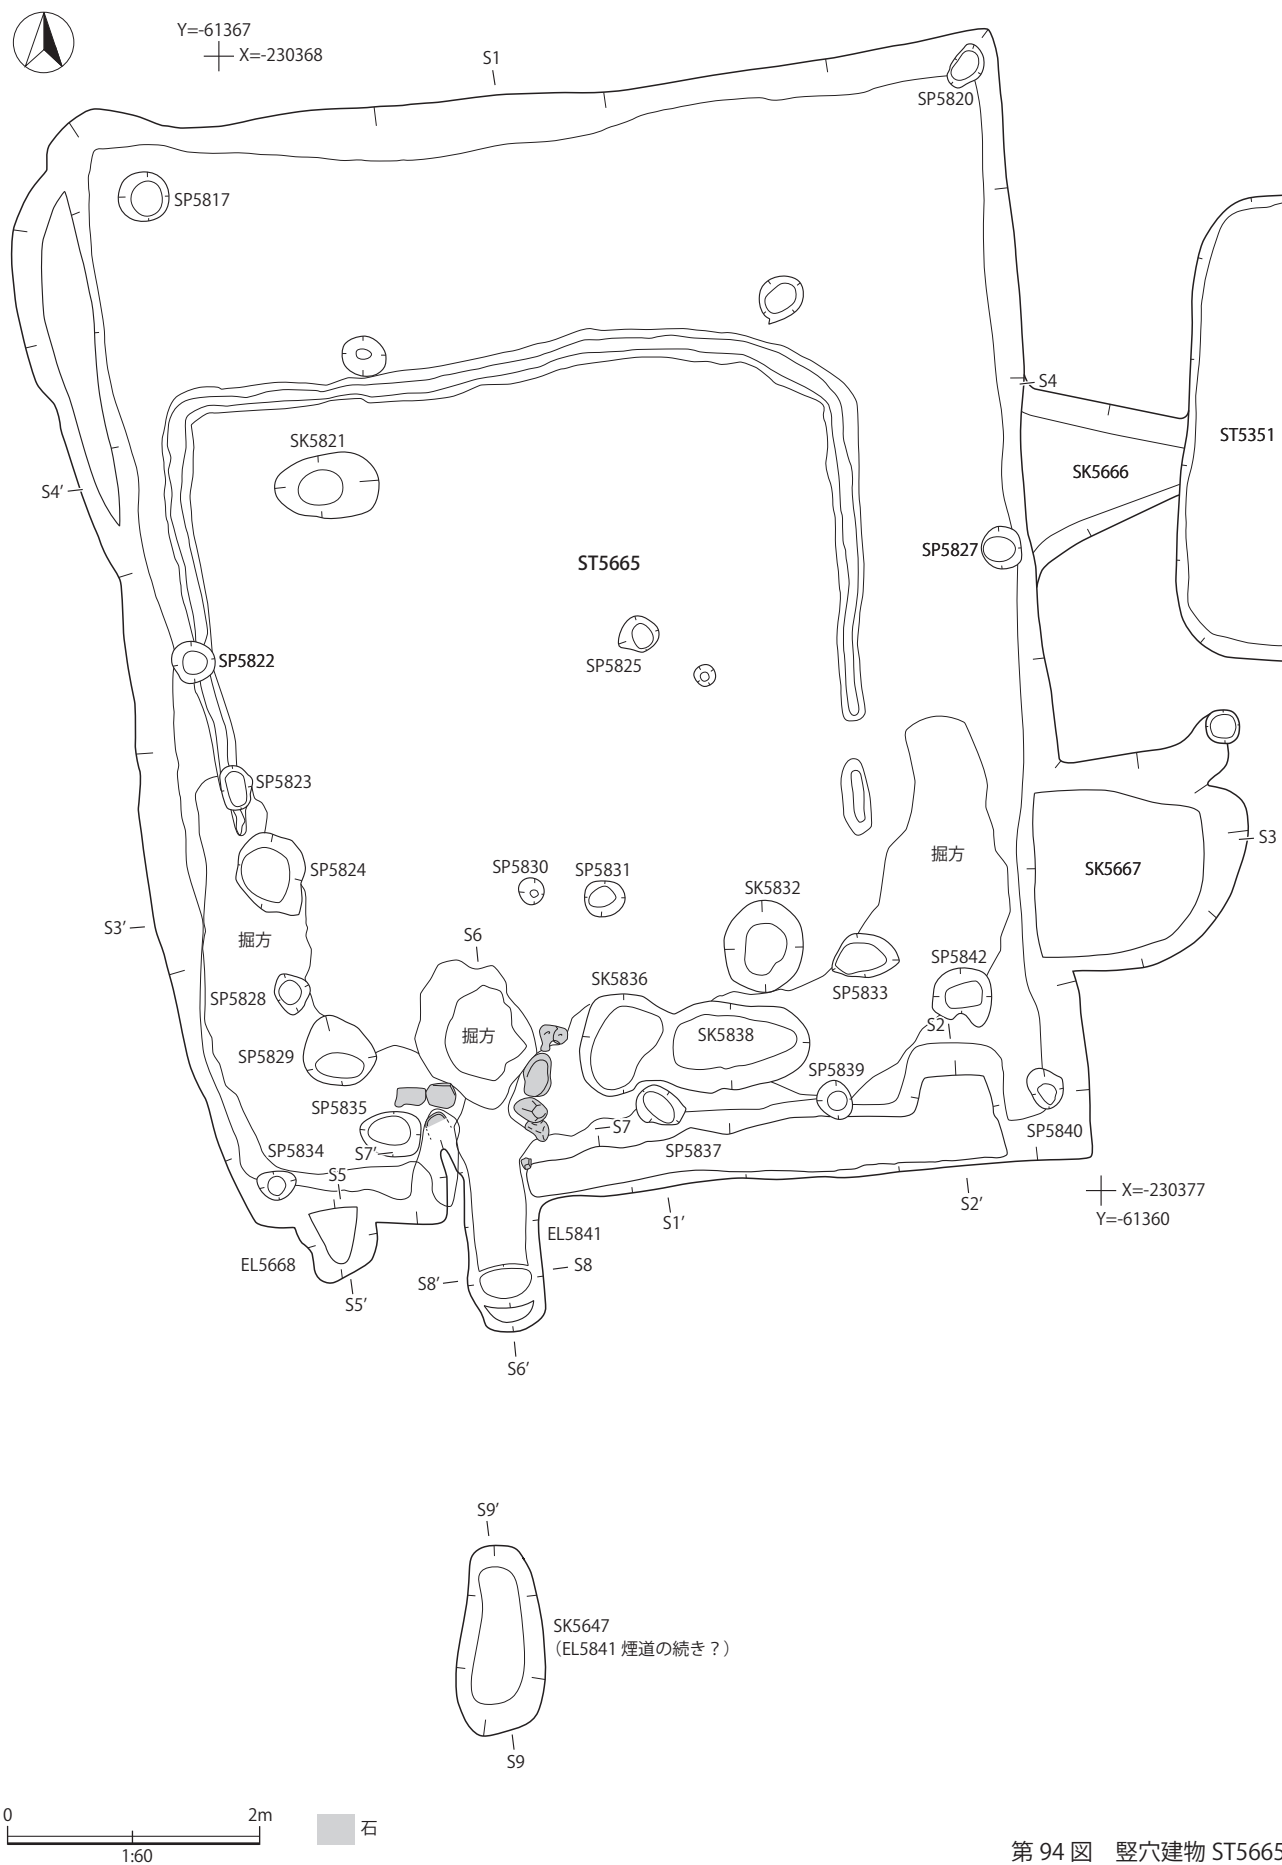 Y=-61367
X=-230368
S1
SP5820
SP5817
S4
ST5351
SK5821
SK5666
S4’
SP5827
ST5665
SP5822
SP5825
SP5823
S3
掘方
SP5824
SP5830
SP5831
SK5667
SK5832
S3’
掘方
S6
SP5842
SK5836
SP5833
SP5828
S2
掘方
SK5838
SP5829
SP5839
SP5835
S7
SP5840
SP5834
S7’
SP5837
S5
X=-230377
S2’
Y=-61360
S1’
EL5841
EL5668
S8’
S8
S5’
S6’
S9’
SK5647
（EL5841 煙道の続き？）
S9
0
2m
石
1:60
第 94 図　竪穴建物 ST5665